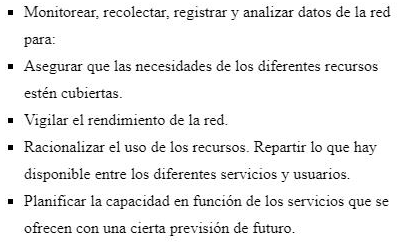 ▪ Monitorear, recolectar, registrar y analizar datos de la red
para:
▪ Asegurar que las necesidades de los diferentes recursos
estén cubiertas.
▪ Vigilar el rendimiento de la red.
▪ Racionalizar el uso de los recursos. Repartir lo que hay
disponible entre los diferentes servicios y usuarios.
▪ Planificar la capacidad en función de los servicios que se
ofrecen con una cierta previsión de futuro.